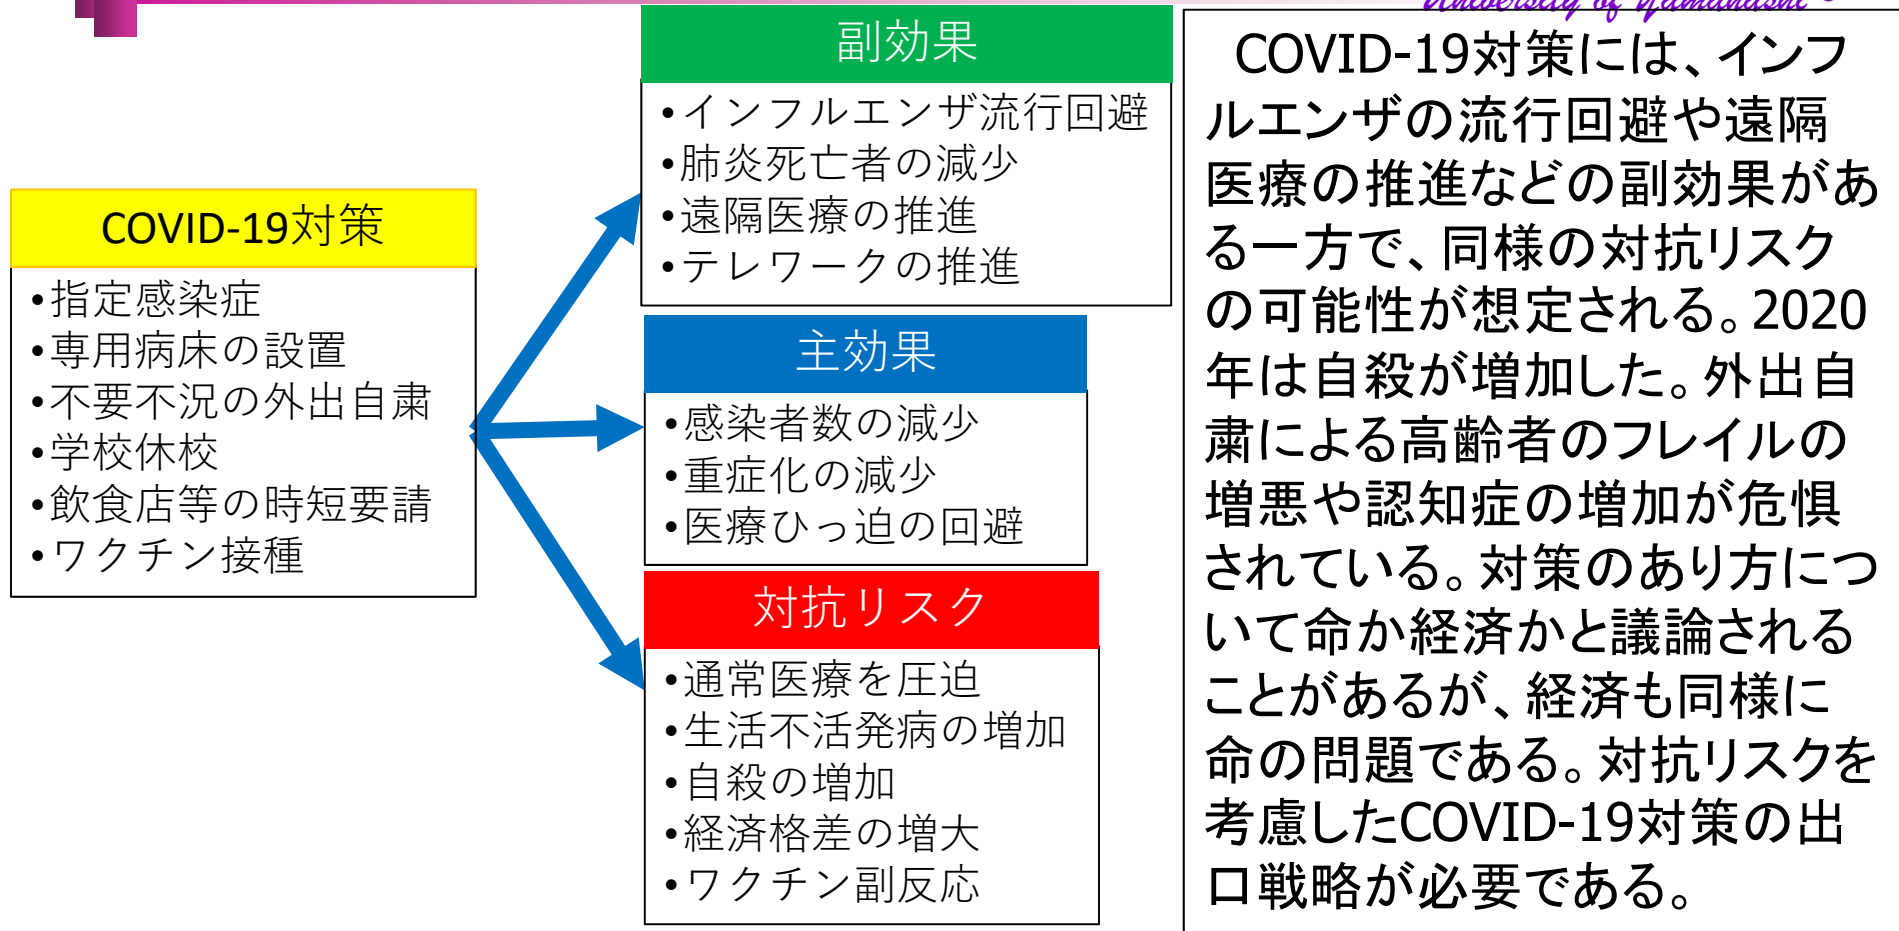 University of Yamanashi
COVID-19対策
•指定感染症
•専用病床の設置
•不要不況の外出自粛
•学校休校
•飲食店等の時短要請
•ワクチン接種
副効果
•インフルエンザ流行回避
•肺炎死亡者の減少
•遠隔医療の推進
•テレワークの推進
主効果
•感染者数の減少
•重症化の減少
•医療ひっ迫の回避
対抗リスク
•通常医療を圧迫
•生活不活発病の増加
•自殺の増加
•経済格差の増大
•ワクチン副反応
COVID-19対策には、インフ
ルエンザの流行回避や遠隔
医療の推進などの副効果があ
る一方で、同様の対抗リスク
の可能性が想定される。2020
年は自殺が増加した。外出自
粛による高齢者のフレイルの
増悪や認知症の増加が危惧
されている。対策のあり方につ
いて命か経済かと議論される
ことがあるが、経済も同様に
命の問題である。対抗リスクを
考慮したCOVID-19対策の出
口戦略が必要である。